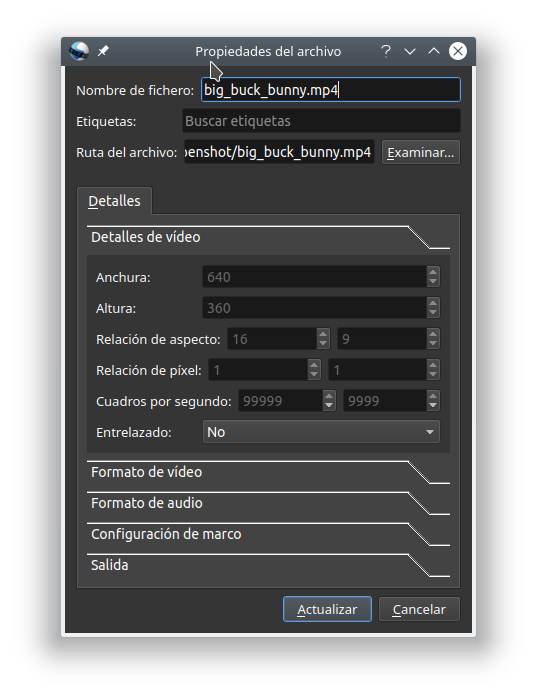 Propiedades del archivo
Nombre de fichero: big_buck_bunny.mp4
Etiquetas: Buscar etiquetas
Ruta del archivo: penshot/big_buck_bunny.mp4 Examinar...
Detalles
Detalles de vídeo
Anchura: 640
Altura: 360
Relación de aspecto: 16 9
Relación de píxel: 1 1
Cuadros por segundo: 99999 9999
Entrelazado: No
Formato de vídeo
Formato de audio
Configuración de marco
Salida
Actualizar Cancelar